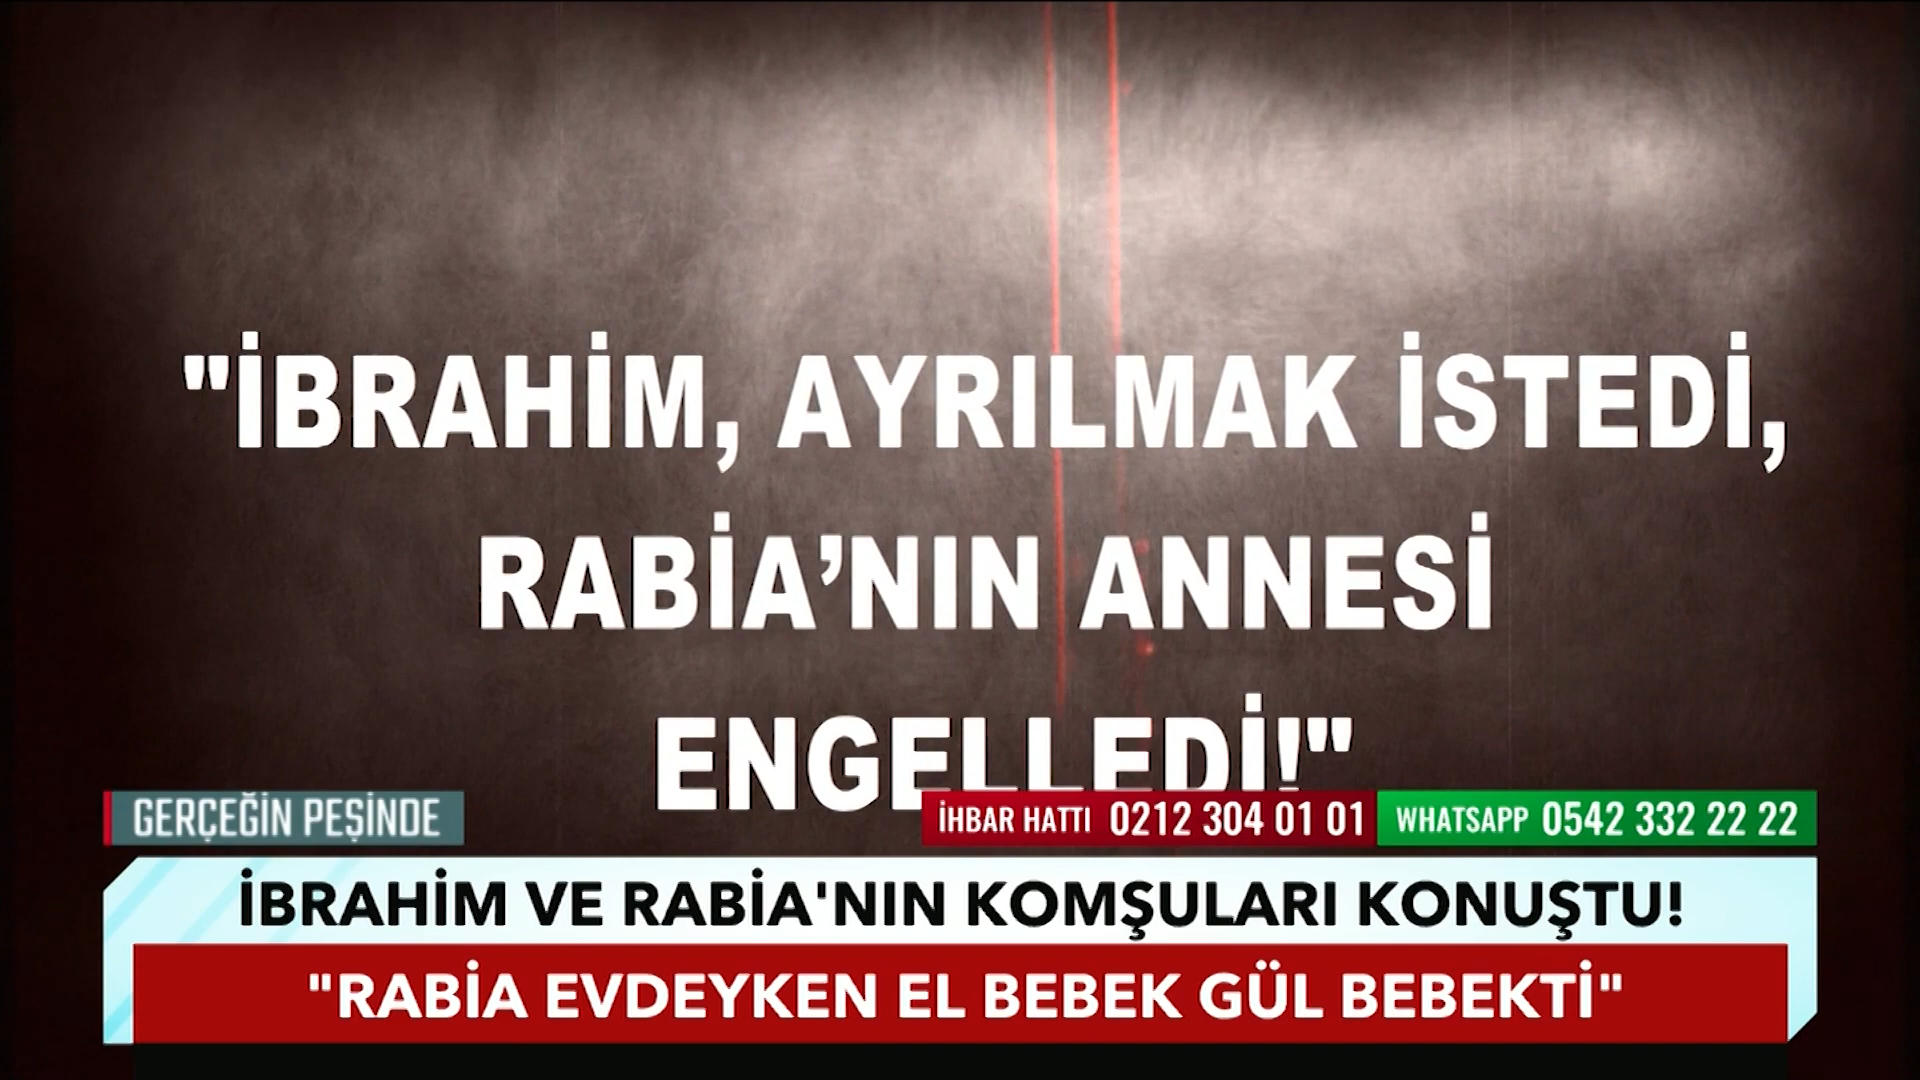 "İBRAHİM, AYRILMAK İSTEDİ,
RABİA’NIN ANNESİ
ENGELLEDİ!"
GERÇEĞİN PEŞİNDE
İHBAR HATTI 0212 304 01 01
WHATSAPP 0542 332 22 22
İBRAHİM VE RABİA'NIN KOMŞULARI KONUŞTU!
"RABİA EVDEYKEN EL BEBEK GÜL BEBEKTİ"